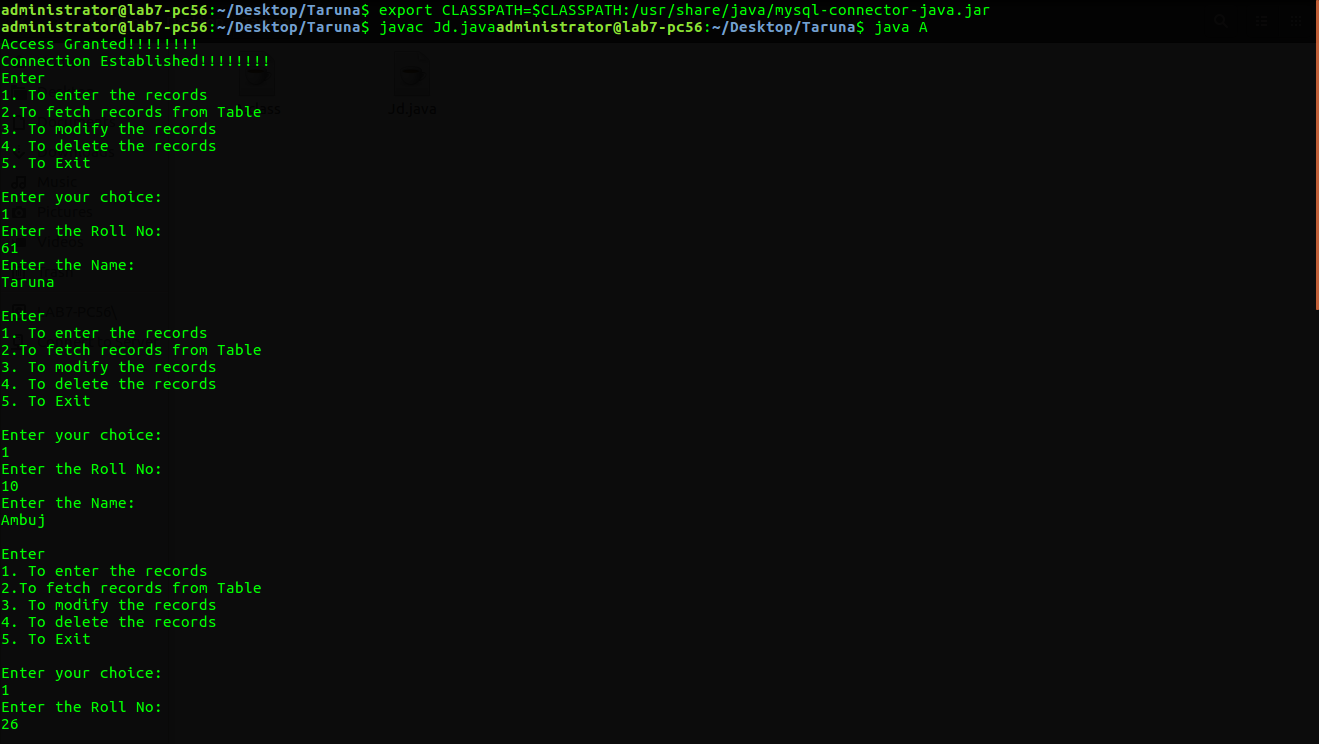 administrator@lab7-pc56:~/Desktop/Taruna$ export CLASSPATH=$CLASSPATH:/usr/share/java/mysql-connector-java.jar
administrator@lab7-pc56:~/Desktop/Taruna$ javac Jd.javaadministrator@lab7-pc56:~/Desktop/Taruna$ java A
Access Granted!!!!!!!!
Connection Established!!!!!!!!
Enter
1. To enter the records
2.To fetch records from Table
Jd.java
3. To modify the records
4. To delete the records
5. To Exit
Music
Enter your choice:
Pictures
1
Enter the Roll No:
Videos
61
Enter the Name:
Taruna
Enter
1. To enter the records
2.To fetch records from Table
3. To modify the records
4. To delete the records
5. To Exit
Enter your choice:
1
Enter the Roll No:
10
Enter the Name:
Ambuj
Enter
1. To enter the records
2.To fetch records from Table
3. To modify the records
4. To delete the records
5. To Exit
Enter your choice:
1
Enter the Roll No:
26